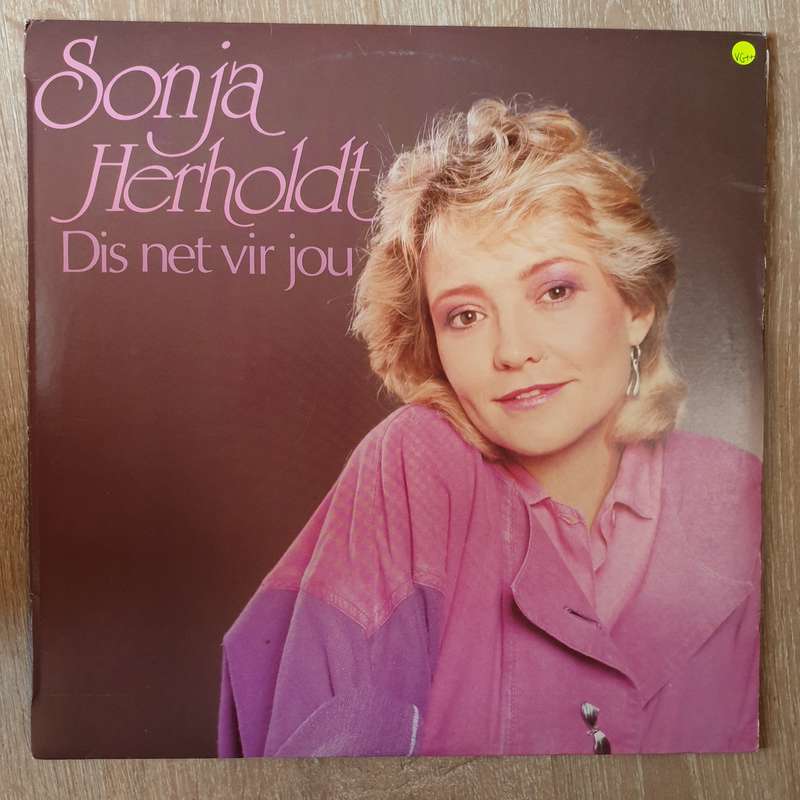 Sonja
Herholdt
Dis net vir jou
VG++